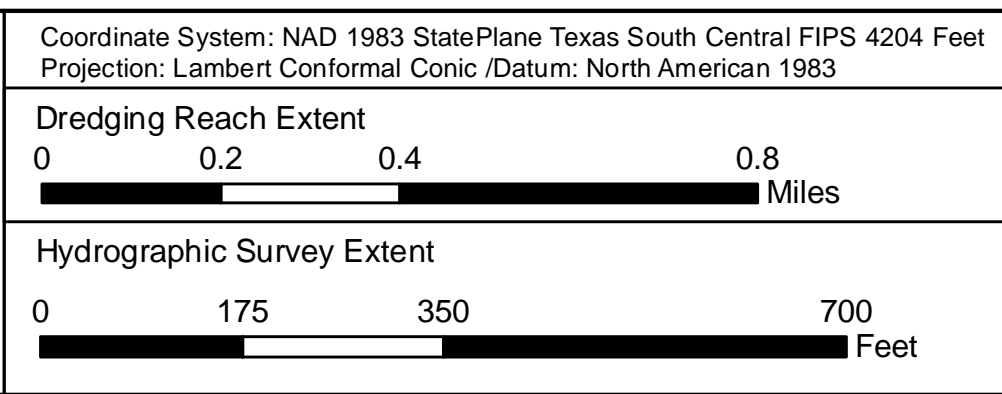 Coordinate System: NAD 1983 StatePlane Texas South Central FIPS 4204 Feet
Projection: Lambert Conformal Conic /Datum: North American 1983
Dredging Reach Extent
0 0.2 0.4 0.8
Miles
Hydrographic Survey Extent
0 175 350 700
Feet